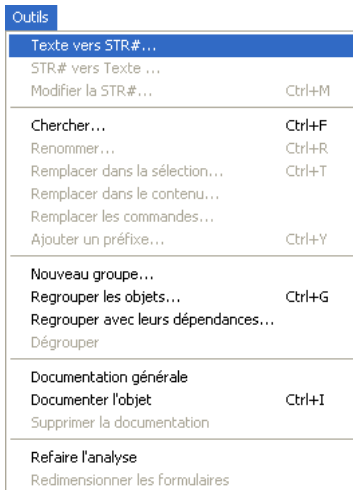 Outils
Texte vers STR#...
STR# vers Texte ...
Modifier la STR#... Ctrl+M
Chercher... Ctrl+F
Renommer... Ctrl+R
Remplacer dans la sélection... Ctrl+T
Remplacer dans le contenu...
Remplacer les commandes...
Ajouter un préfixe... Ctrl+Y
Nouveau groupe...
Regrouper les objets... Ctrl+G
Regrouper avec leurs dépendances...
Dégrouper
Documentation générale
Documenter l'objet Ctrl+I
Supprimer la documentation
Refaire l'analyse
Redimensionner les formulaires